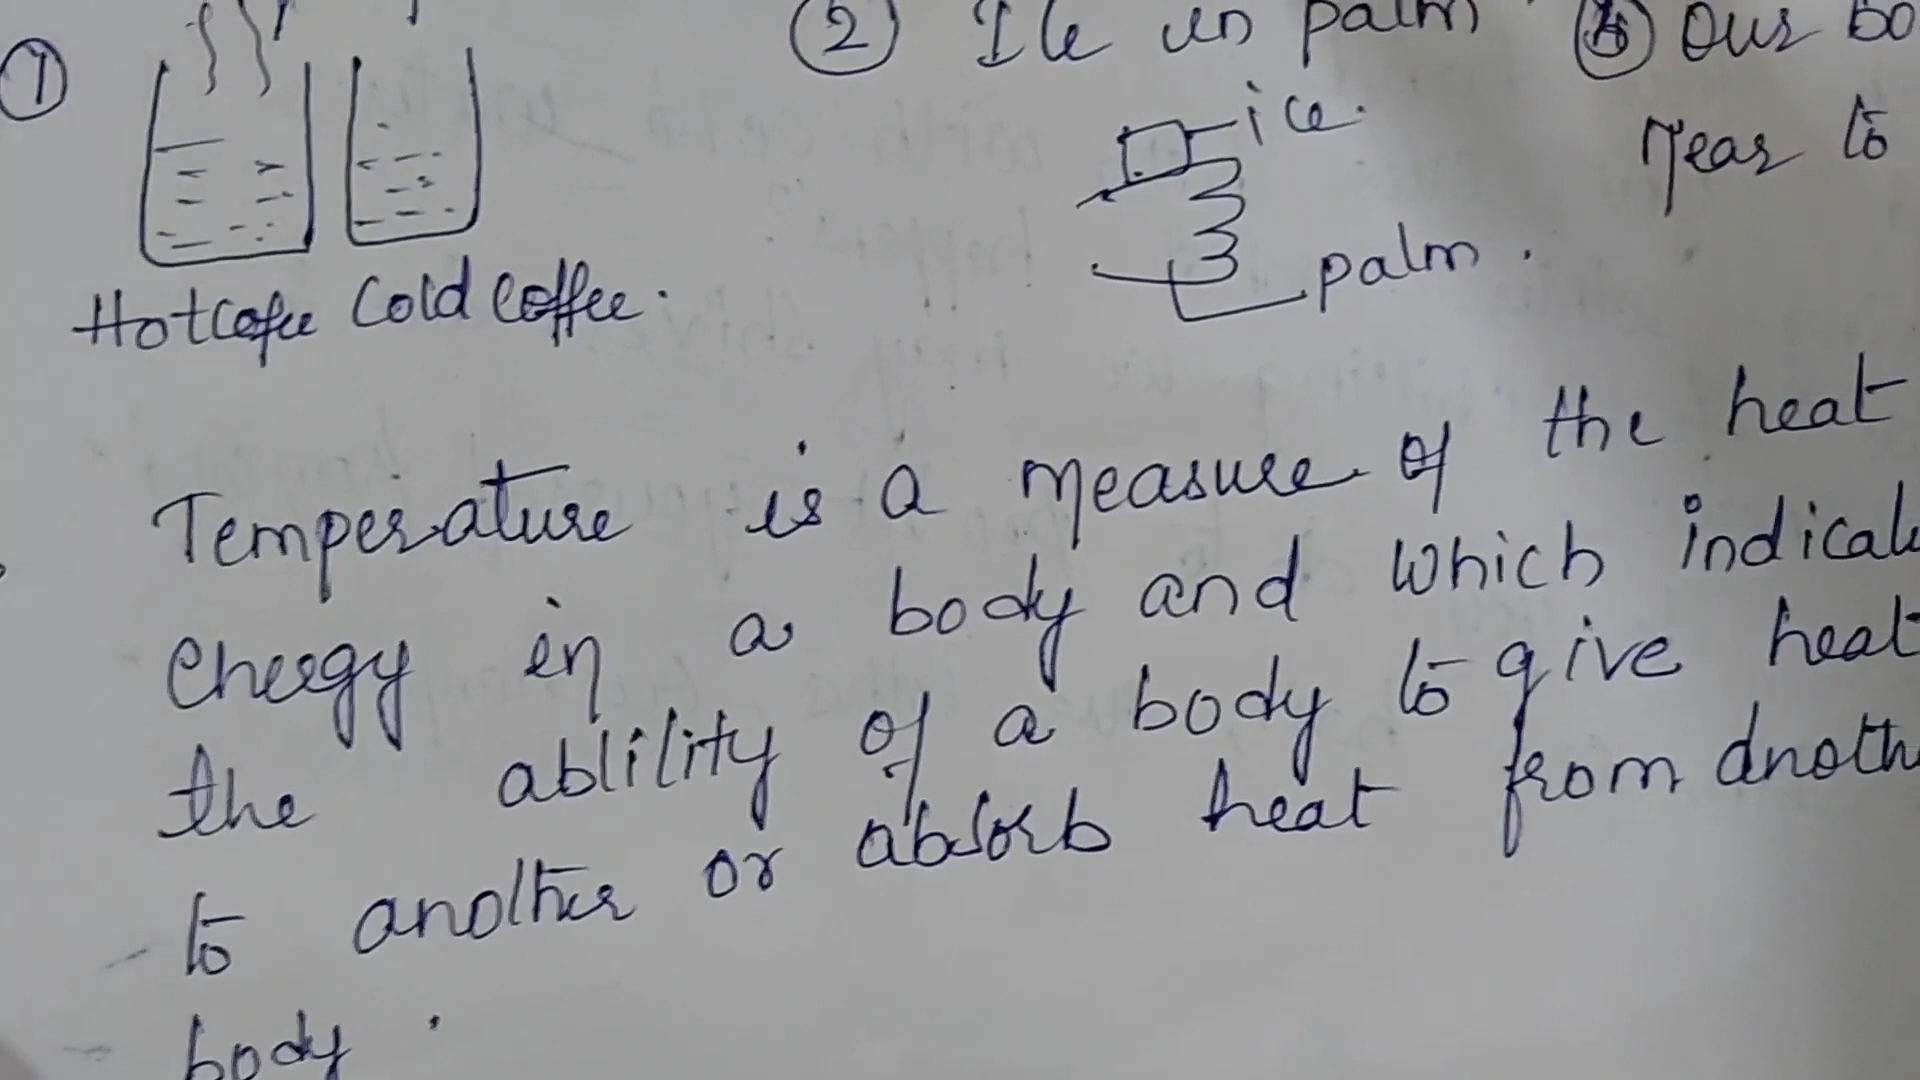 ① ② Ice in palm ③ Our bo
ice.
near to
palm.
Hotcofee Cold Coffee.
Temperature is a measure of the heat
energy in a body and which indicat
the ablility of a body to give heat
to another or absorb heat from anoth
body.